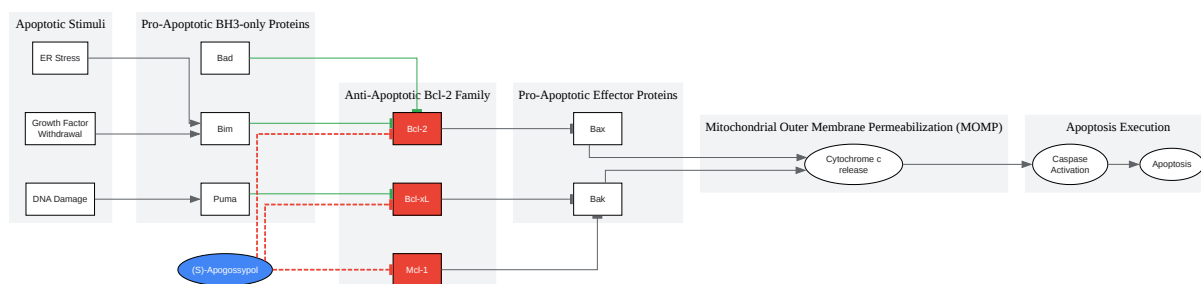 Apoptotic Stimuli
ER Stress
Growth Factor
Withdrawal
DNA Damage
Pro-Apoptotic BH3-only Proteins
Bad
Bim
Puma
(S)-Apogossypol
Anti-Apoptotic Bcl-2 Family
Bcl-2
Bcl-xL
Mcl-1
Pro-Apoptotic Effector Proteins
Bax
Bak
Mitochondrial Outer Membrane Permeabilization (MOMP)
Cytochrome c
release
Apoptosis Execution
Caspase
Activation
Apoptosis